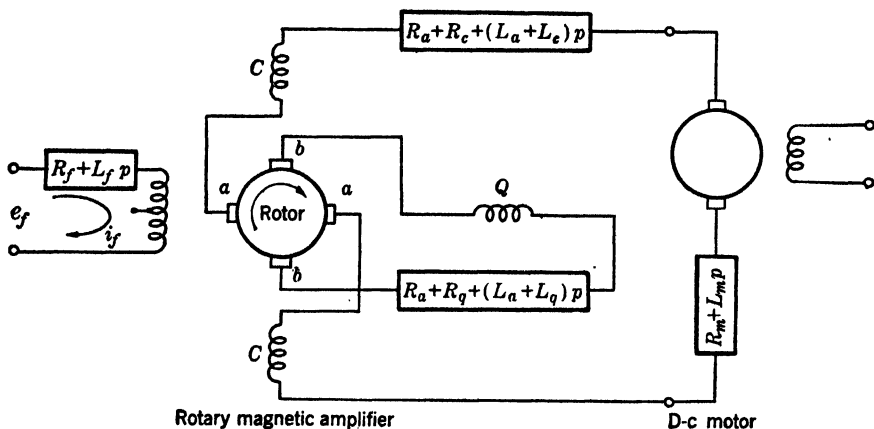 R_a+R_c+(L_a+L_c)p
C
R_f+L_f p
b
a
a
Q
e_f
i_f
Rotor
b
R_a+R_q+(L_a+L_q)p
R_m+L_m p
C
Rotary magnetic amplifier
D-c motor